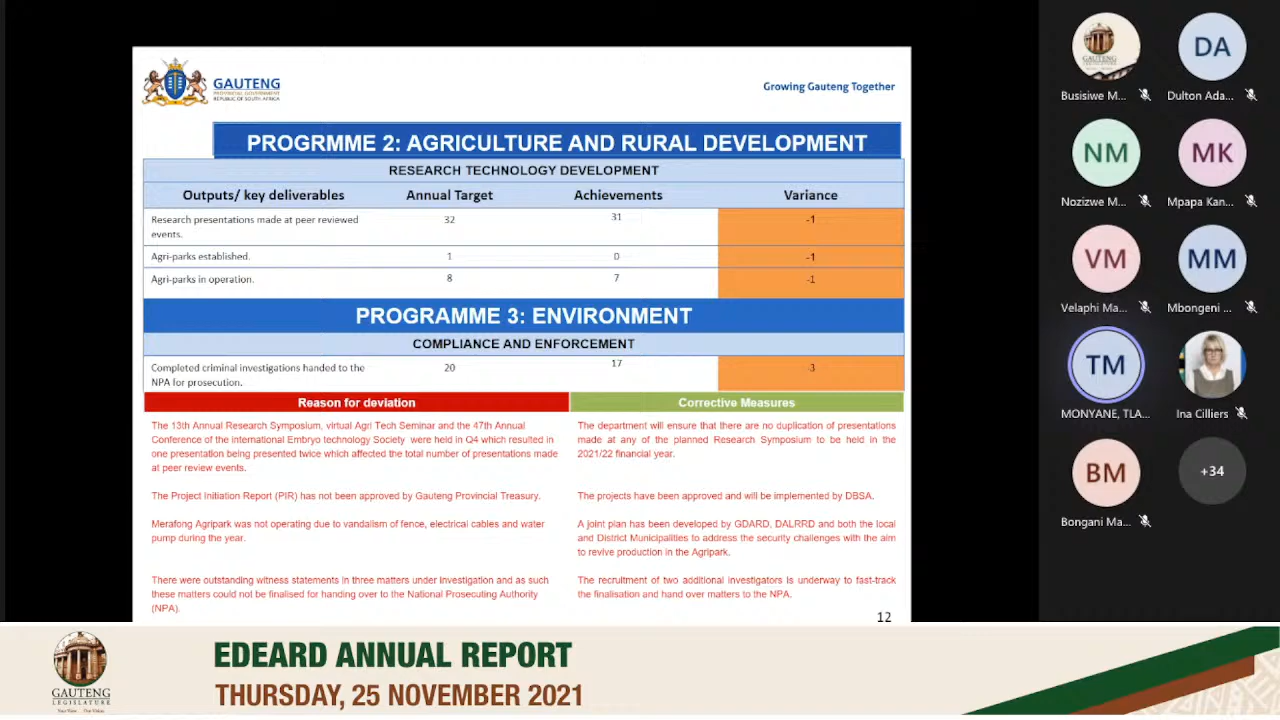 GAUTENG
PROVINCIAL GOVERNMENT
REPUBLIC OF SOUTH AFRICA
Growing Gauteng Together
PROGRMME 2: AGRICULTURE AND RURAL DEVELOPMENT
RESEARCH TECHNOLOGY DEVELOPMENT
Outputs/ key deliverables Annual Target Achievements Variance
Research presentations made at peer reviewed events. 32 31 -1
Agri-parks established. 1 0 -1
Agri-parks in operation. 8 7 -1
PROGRAMME 3: ENVIRONMENT
COMPLIANCE AND ENFORCEMENT
Completed criminal investigations handed to the NPA for prosecution. 20 17 -3
Reason for deviation Corrective Measures
The 13th Annual Research Symposium, virtual Agri Tech Seminar and the 47th Annual
Conference of the international Embryo technology Society were held in Q4 which resulted in
one presentation being presented twice which affected the total number of presentations made
at peer review events.
The department will ensure that there are no duplication of presentations
made at any of the planned Research Symposium to be held in the
2021/22 financial year.
The Project Initiation Report (PIR) has not been approved by Gauteng Provincial Treasury.
The projects have been approved and will be implemented by DBSA.
Merafong Agripark was not operating due to vandalism of fence, electrical cables and water
pump during the year.
A joint plan has been developed by GDARD, DALRRD and both the local
and District Municipalities to address the security challenges with the aim
to revive production in the Agripark.
There were outstanding witness statements in three matters under investigation and as such
these matters could not be finalised for handing over to the National Prosecuting Authority
(NPA).
The recruitment of two additional investigators is underway to fast-track
the finalisation and hand over matters to the NPA.
12
GAUTENG
Busisiwe M...
DA
Dulton Ada...
NM
Nozizwe M...
MK
Mpapa Kan...
VM
Velaphi Ma...
MM
Mbongeni ...
TM
MONYANE, TLA...
Ina Cilliers
BM
Bongani Ma...
+34
GAUTENG
LEGISLATURE
Your View Our Vision
EDEARD ANNUAL REPORT
THURSDAY, 25 NOVEMBER 2021